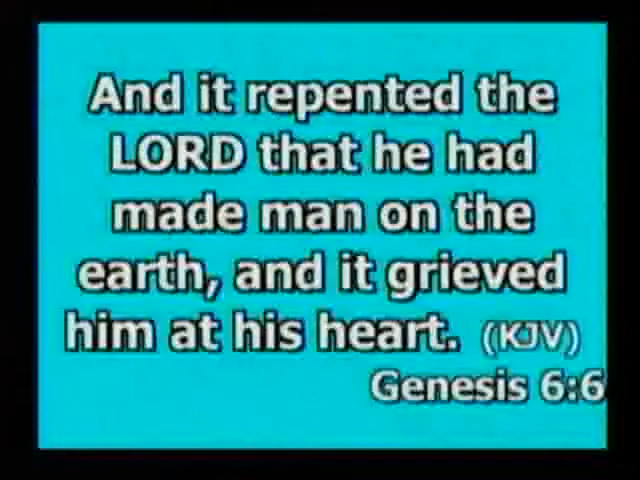 And it repented the
LORD that he had
made man on the
earth, and it grieved
him at his heart. (KJV)
Genesis 6:6